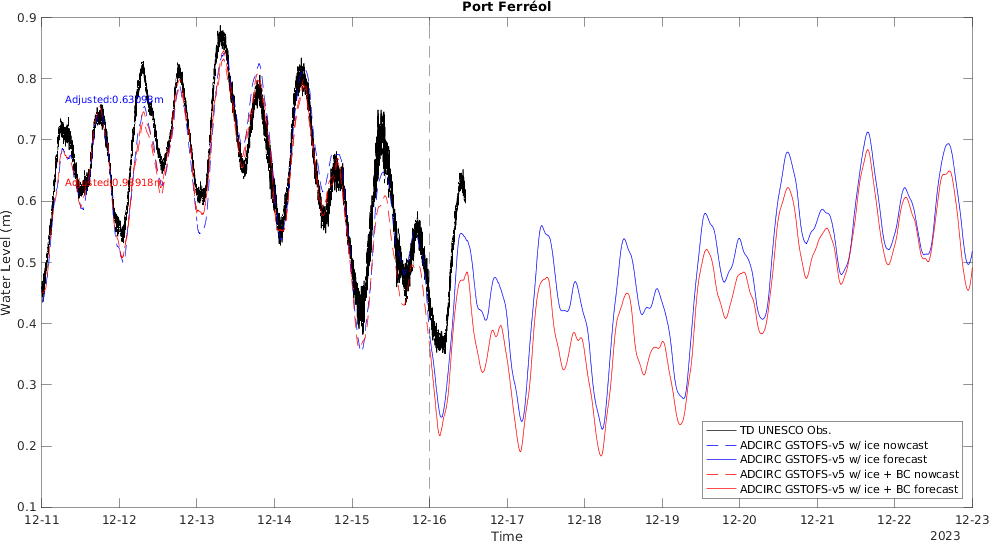 Port Ferréol
0.9
0.8
0.7
0.6
0.5
0.4
0.3
0.2
0.1
Water Level (m)
Adjusted:0.63093m
TD UNESCO Obs.
ADCIRC GSTOFS-v5 w/ ice nowcast
ADCIRC GSTOFS-v5 w/ ice forecast
ADCIRC GSTOFS-v5 w/ ice + BC nowcast
ADCIRC GSTOFS-v5 w/ ice + BC forecast
12-11 12-12 12-13 12-14 12-15 12-16 12-17 12-18 12-19 12-20 12-21 12-22 12-23
Time
2023